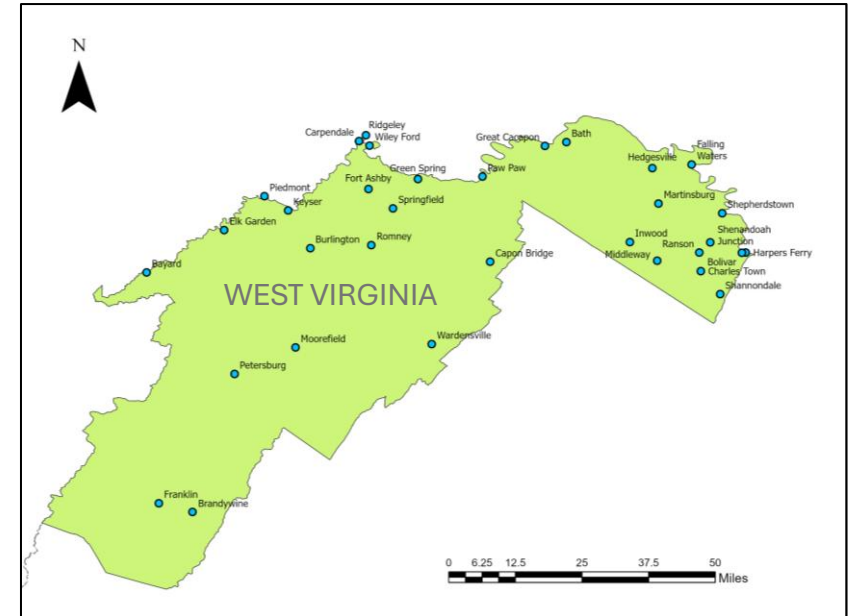 N
Ridgeley
Carpendale
Wiley Ford
Great Cacapon
Bath
Falling
Waters
Hedgesville
Green Spring
Paw Paw
Fort Ashby
Piedmont
Keyser
Springfield
Martinsburg
Shepherdstown
Elk Garden
Burlington
Romney
Inwood
Shenandoah
Junction
Ranson
Harpers Ferry
Middleway
Bolivar
Charles Town
Capon Bridge
Bayard
Shannondale
WEST VIRGINIA
Moorefield
Wardensville
Petersburg
Franklin
Brandywine
0 6.25 12.5 25 37.5 50
Miles